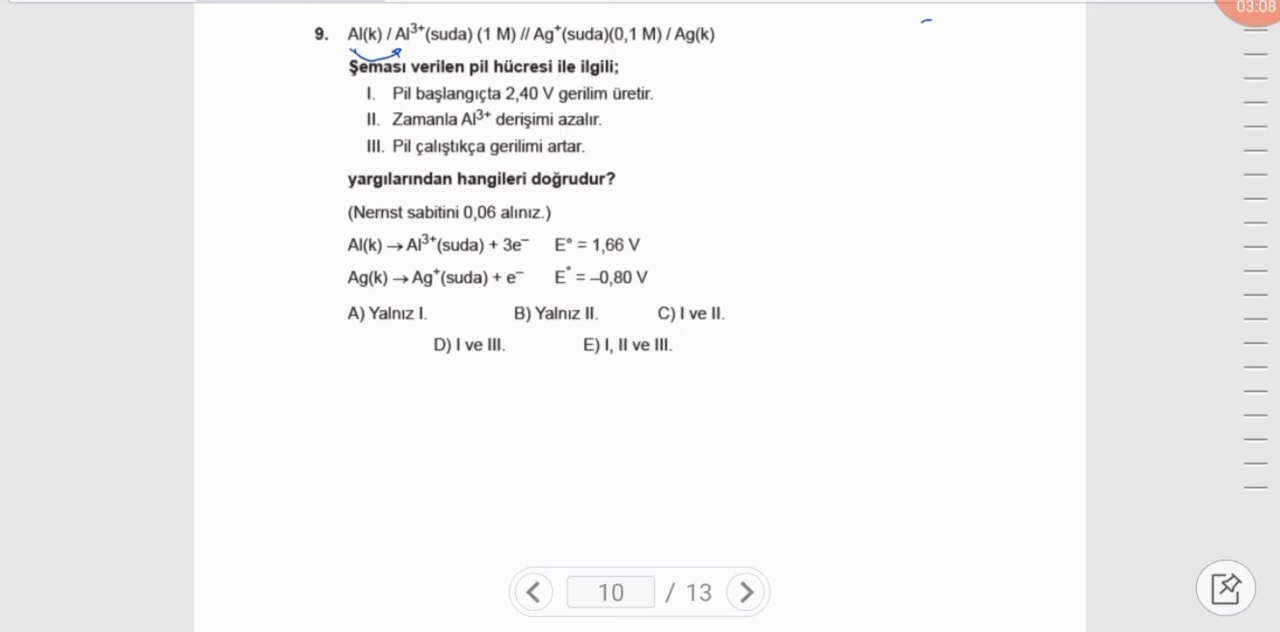 03:08
9. Al(k) / Al³⁺(suda) (1 M) // Ag⁺(suda)(0,1 M) / Ag(k)
Şeması verilen pil hücresi ile ilgili;
I. Pil başlangıçta 2,40 V gerilim üretir.
II. Zamanla Al³⁺ derişimi azalır.
III. Pil çalıştıkça gerilimi artar.
yargılarından hangileri doğrudur?
(Nernst sabitini 0,06 alınız.)
Al(k) → Al³⁺(suda) + 3e⁻ E° = 1,66 V
Ag(k) → Ag⁺(suda) + e⁻ E° = –0,80 V
A) Yalnız I. B) Yalnız II. C) I ve II.
D) I ve III. E) I, II ve III.
10 / 13